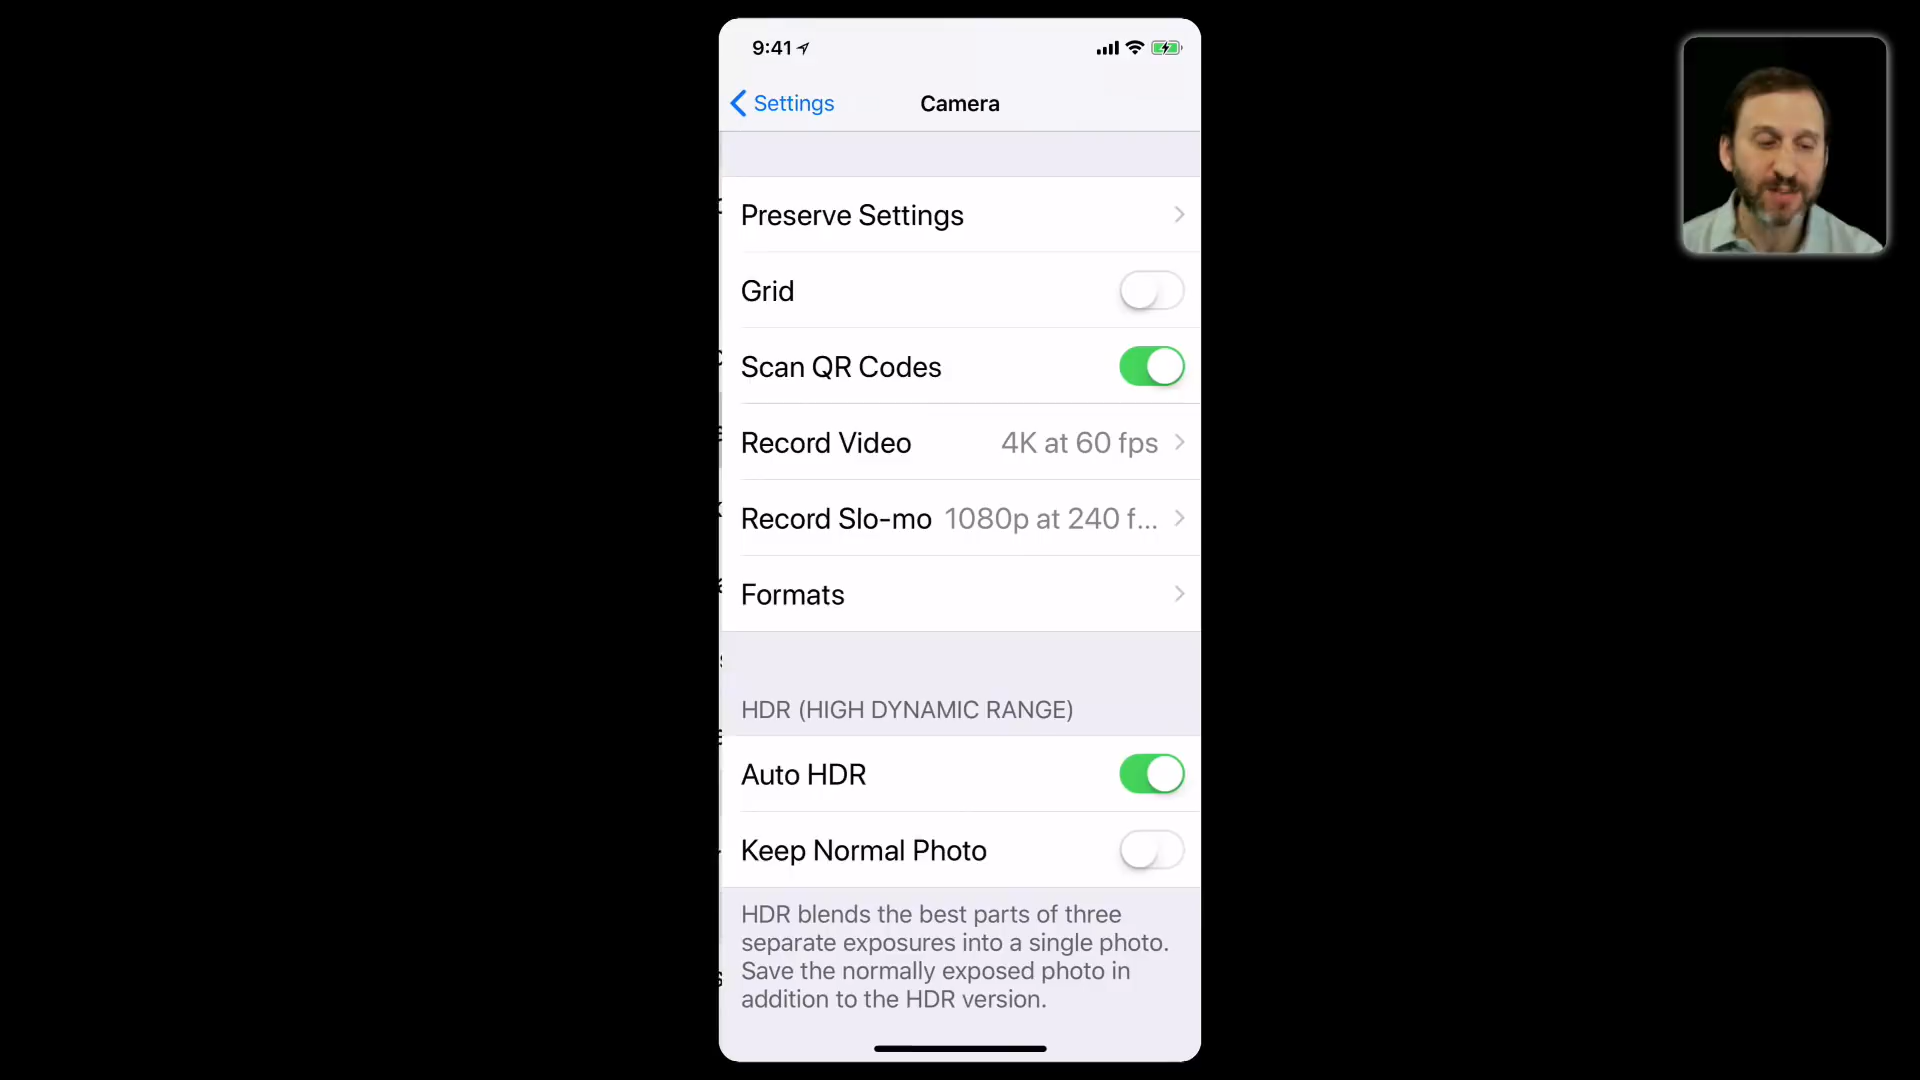 9:41
Settings
Camera
Preserve Settings
Grid
Scan QR Codes
Record Video 4K at 60 fps
Record Slo-mo 1080p at 240 f...
Formats
HDR (HIGH DYNAMIC RANGE)
Auto HDR
Keep Normal Photo
HDR blends the best parts of three
separate exposures into a single photo.
Save the normally exposed photo in
addition to the HDR version.